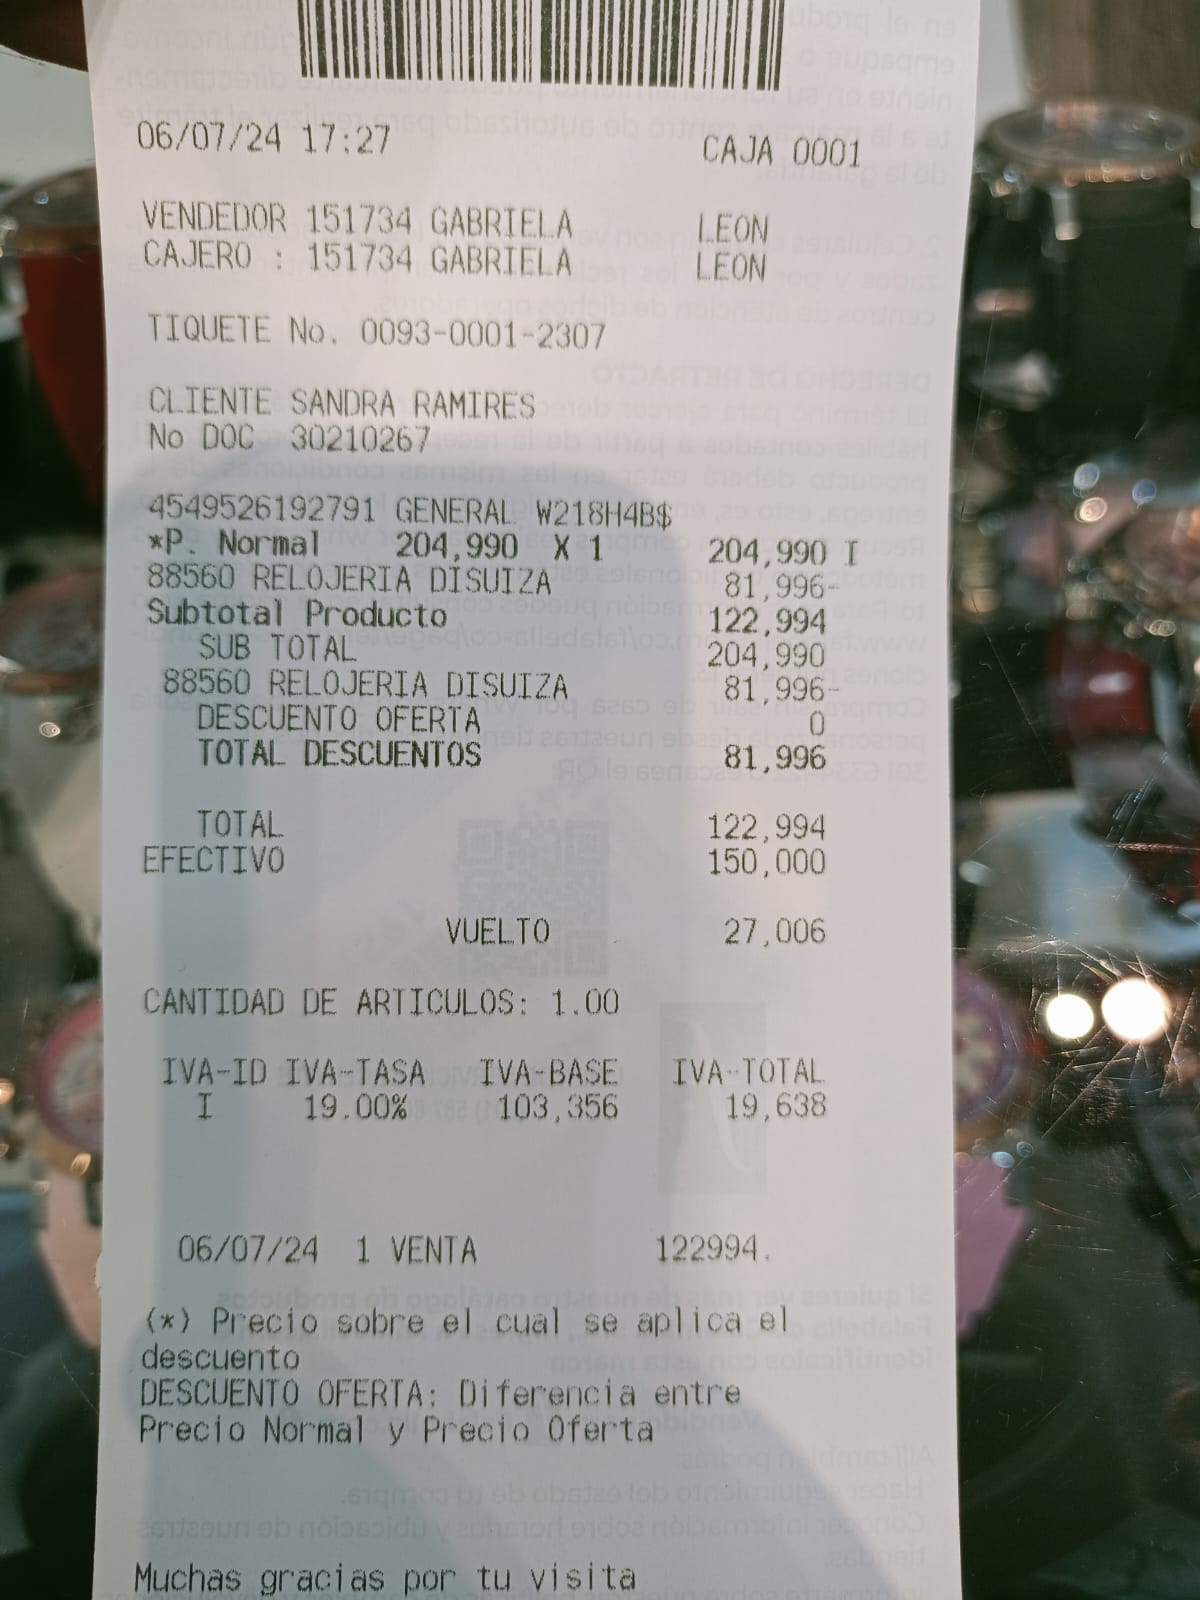 06/07/24 17:27 CAJA 0001
VENDEDOR 151734 GABRIELA LEON
CAJERO : 151734 GABRIELA LEON
TIQUETE No. 0093-0001-2307
CLIENTE SANDRA RAMIRES
No DOC 30210267
4549526192791 GENERAL W218H4B$
*P. Normal 204,990 X 1 204,990 I
88560 RELOJERIA DISUIZA 81,996-
Subtotal Producto 122,994
SUB TOTAL 204,990
88560 RELOJERIA DISUIZA 81,996-
DESCUENTO OFERTA 0
TOTAL DESCUENTOS 81,996
TOTAL 122,994
EFECTIVO 150,000
VUELTO 27,006
CANTIDAD DE ARTICULOS: 1.00
IVA-ID IVA-TASA IVA-BASE IVA-TOTAL
I 19.00% 103,356 19,638
06/07/24 1 VENTA 122994.
(*) Precio sobre el cual se aplica el
descuento
DESCUENTO OFERTA: Diferencia entre
Precio Normal y Precio Oferta
Muchas gracias por tu visita